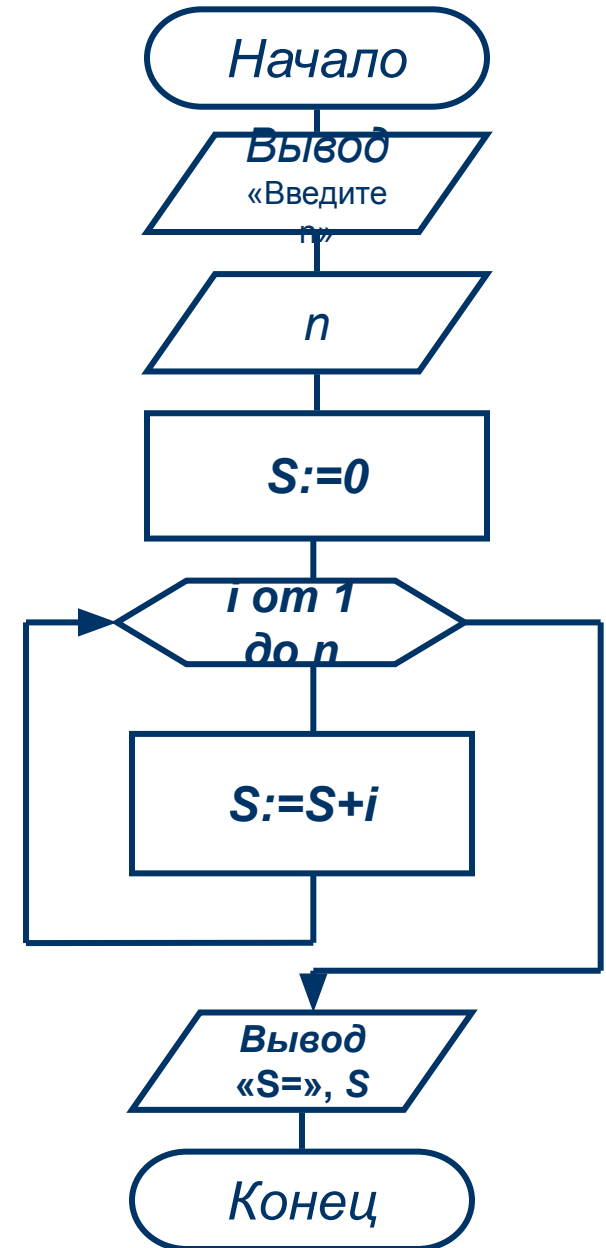 Начало
Вывод
«Введите
n»
n
S:=0
i от 1
до n
S:=S+i
Вывод
«S=», S
Конец